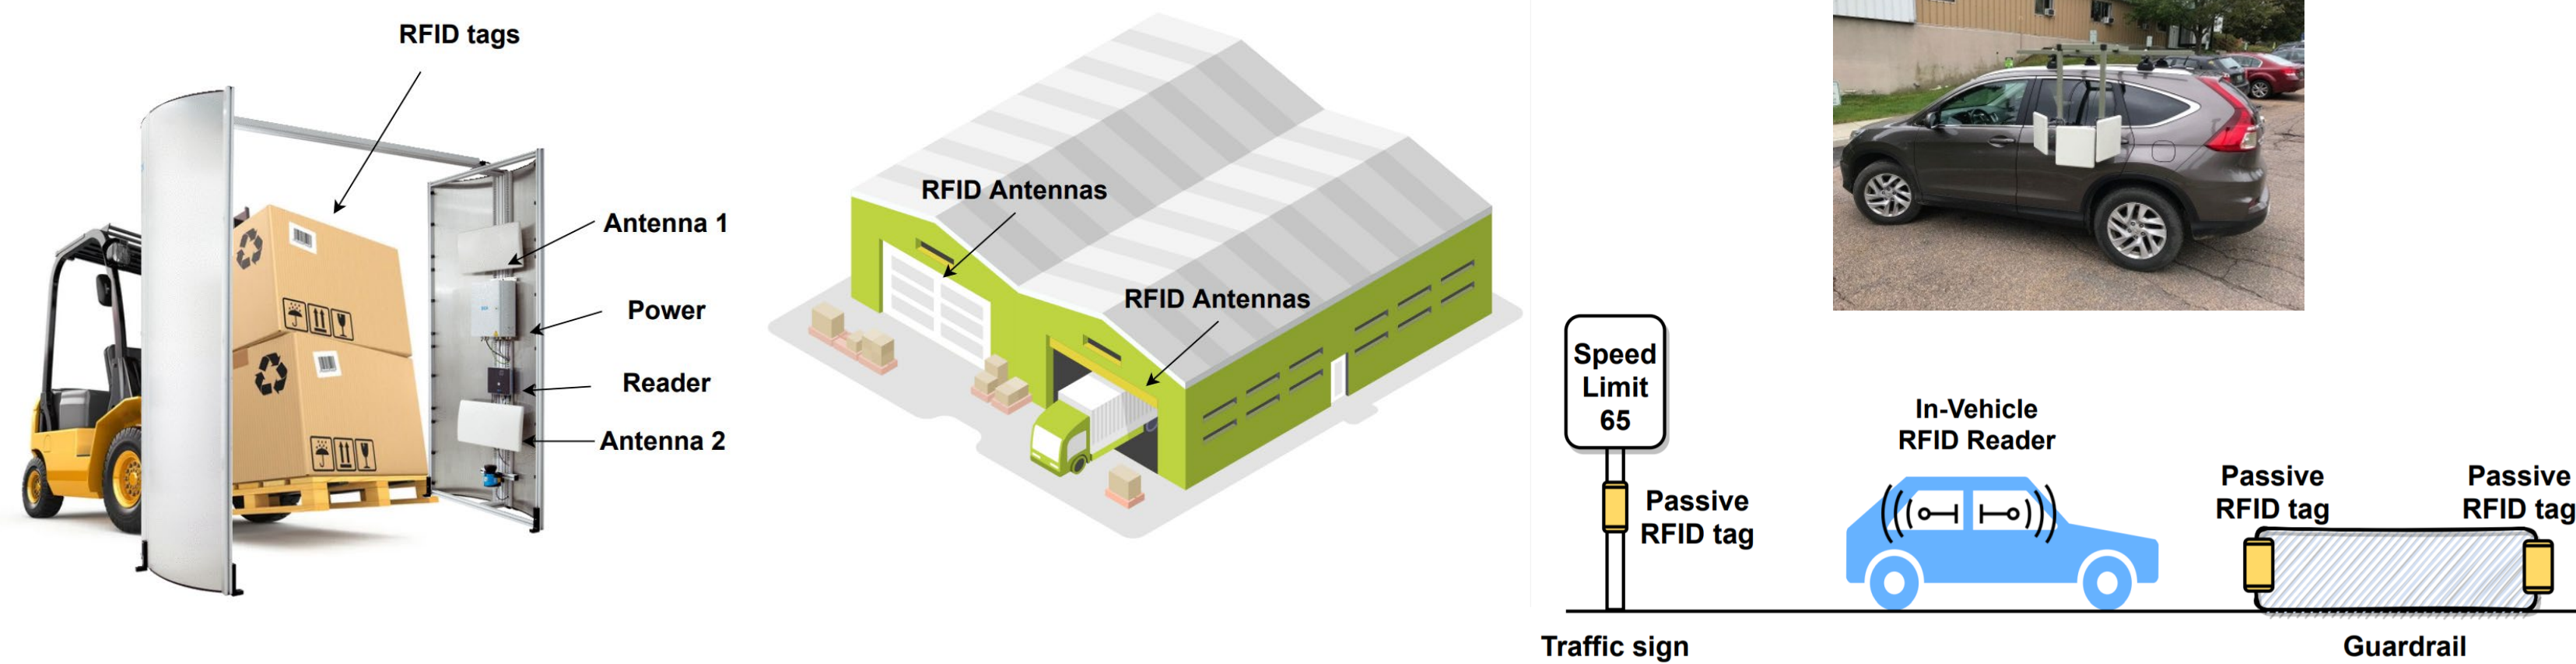 RFID tags
Antenna 1
Power
Reader
Antenna 2
RFID Antennas
RFID Antennas
Speed
Limit
65
Passive
RFID tag
In-Vehicle
RFID Reader
Passive
RFID tag
Passive
RFID tag
Traffic sign
Guardrail